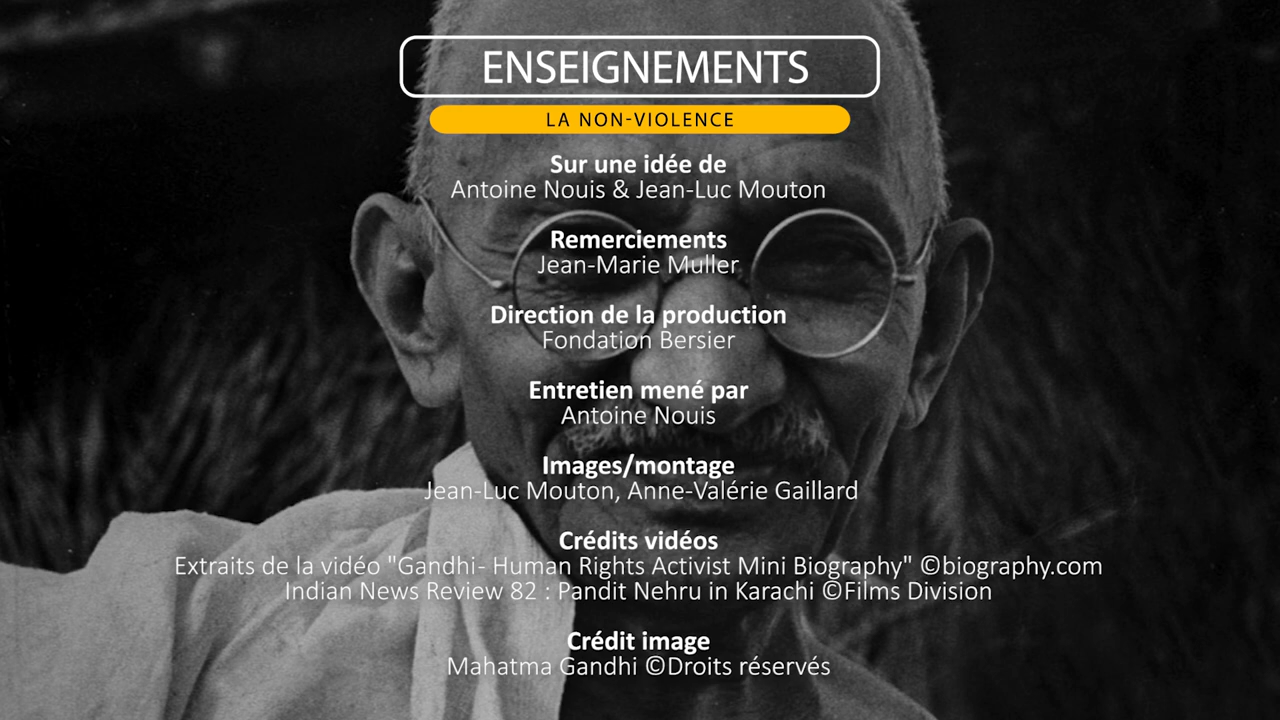 ENSEIGNEMENTS
LA NON-VIOLENCE
Sur une idée de
Antoine Nouis & Jean-Luc Mouton
Remerciements
Jean-Marie Muller
Direction de la production
Fondation Bersier
Entretien mené par
Antoine Nouis
Images/montage
Jean-Luc Mouton, Anne-Valérie Gaillard
Crédits vidéos
Extraits de la vidéo "Gandhi- Human Rights Activist Mini Biography" ©biography.com
Indian News Review 82 : Pandit Nehru in Karachi ©Films Division
Crédit image
Mahatma Gandhi ©Droits réservés